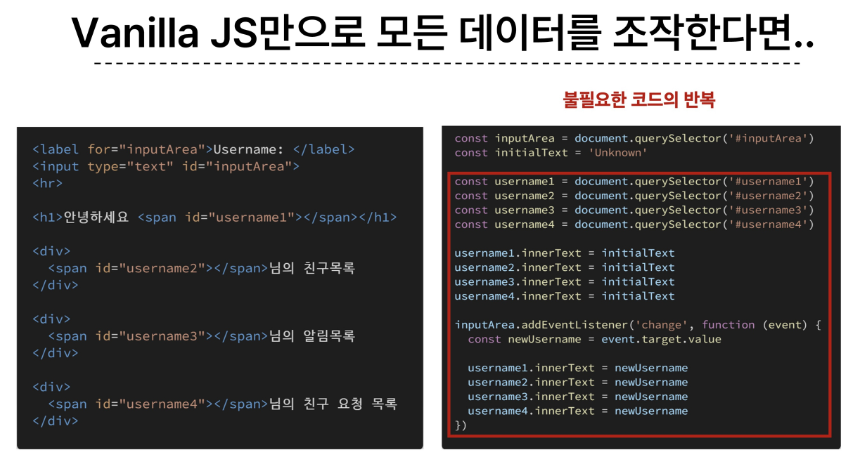 Vanilla JS만으로 모든 데이터를 조작한다면..
불필요한 코드의 반복
<label for="inputArea">Username: </label>
<input type="text" id="inputArea">
<hr>
<h1>안녕하세요 <span id="username1"></span></h1>
<div>
<span id="username2"></span>님의 친구목록
</div>
<div>
<span id="username3"></span>님의 알림목록
</div>
<div>
<span id="username4"></span>님의 친구 요청 목록
</div>
const inputArea = document.querySelector('#inputArea')
const initialText = 'Unknown'
const username1 = document.querySelector('#username1')
const username2 = document.querySelector('#username2')
const username3 = document.querySelector('#username3')
const username4 = document.querySelector('#username4')
username1.innerText = initialText
username2.innerText = initialText
username3.innerText = initialText
username4.innerText = initialText
inputArea.addEventListener('change', function (event) {
const newUsername = event.target.value
username1.innerText = newUsername
username2.innerText = newUsername
username3.innerText = newUsername
username4.innerText = newUsername
})